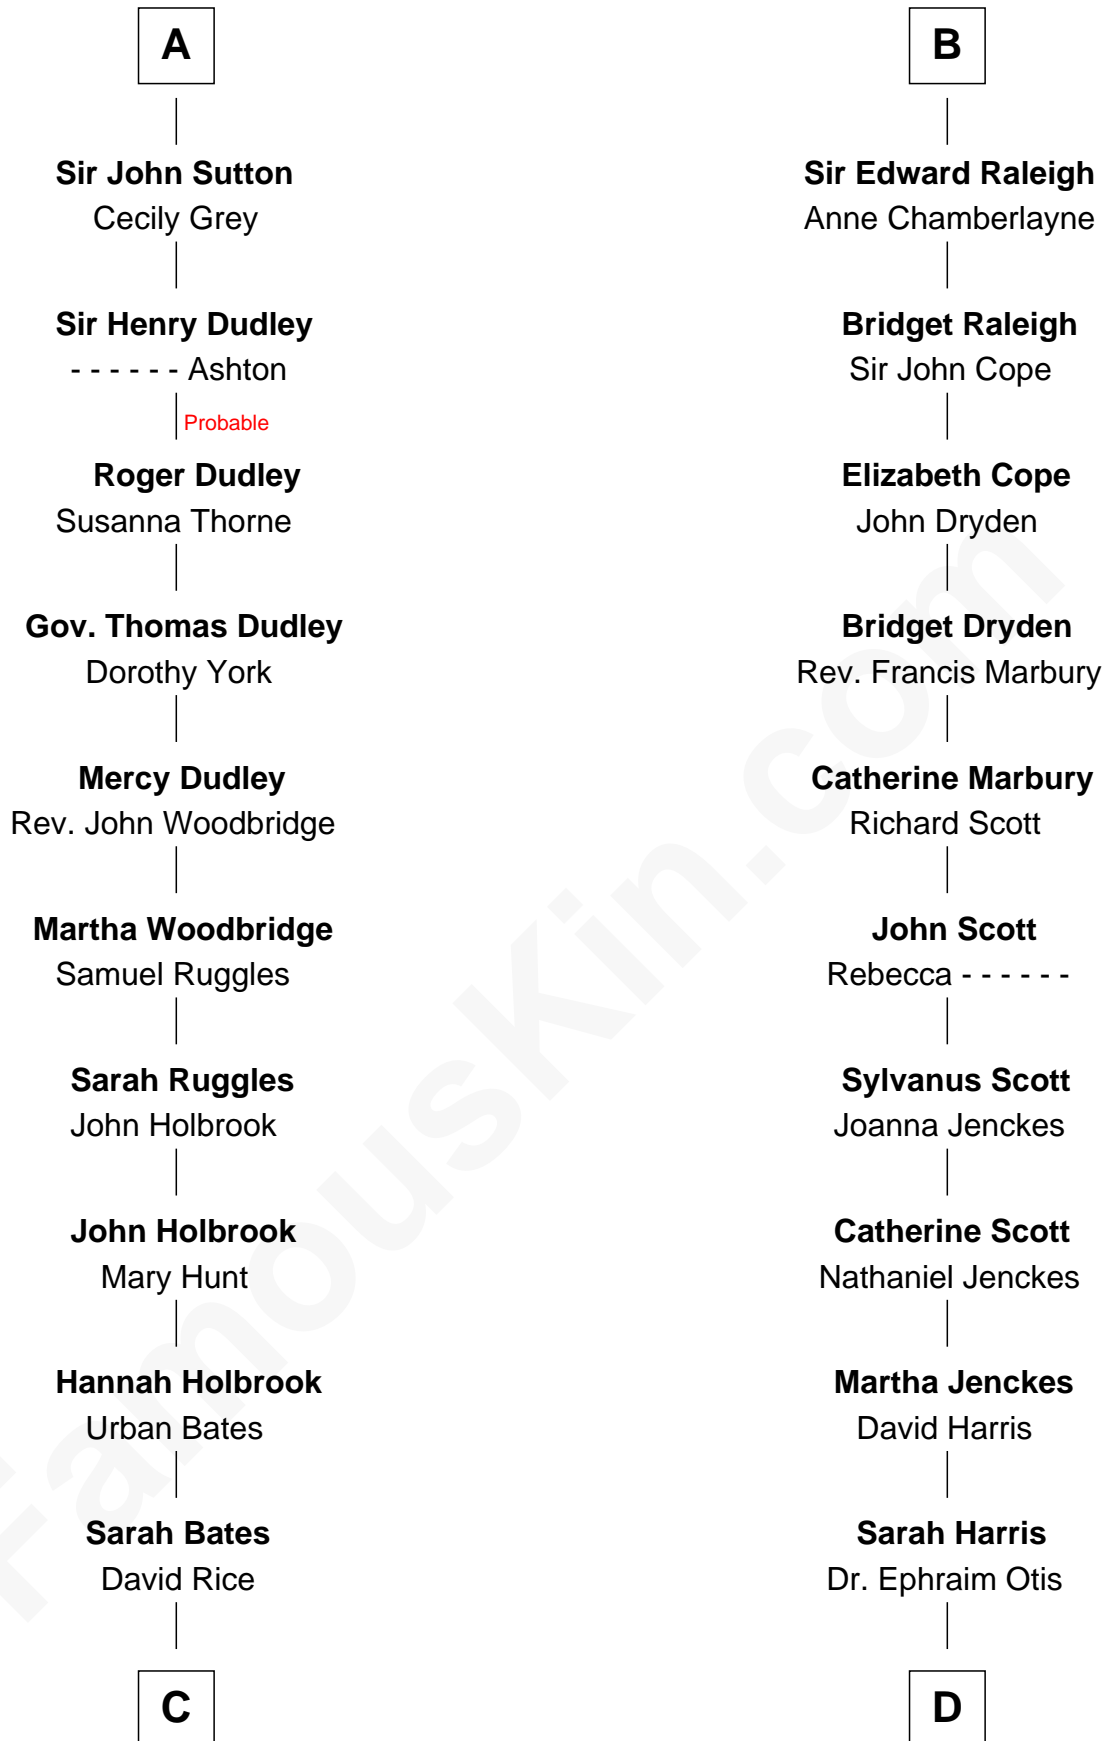 A
Sir John Sutton
Cecily Grey
Sir Henry Dudley
- - - - - - Ashton
Probable
Roger Dudley
Susanna Thorne
Gov. Thomas Dudley
Dorothy York
Mercy Dudley
Rev. John Woodbridge
Martha Woodbridge
Samuel Ruggles
Sarah Ruggles
John Holbrook
John Holbrook
Mary Hunt
Hannah Holbrook
Urban Bates
Sarah Bates
David Rice
C
B
Sir Edward Raleigh
Anne Chamberlayne
Bridget Raleigh
Sir John Cope
Elizabeth Cope
John Dryden
Bridget Dryden
Rev. Francis Marbury
Catherine Marbury
Richard Scott
John Scott
Rebecca - - - - - -
Sylvanus Scott
Joanna Jenckes
Catherine Scott
Nathaniel Jenckes
Martha Jenckes
David Harris
Sarah Harris
Dr. Ephraim Otis
D
FamousKin.com